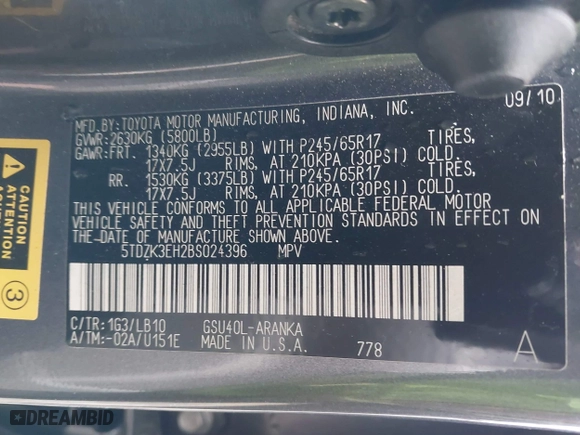 MFD.BY:TOYOTA MOTOR MANUFACTURING, INDIANA, INC. 09/10
GVWR:2630KG (5800LB)
GAWR:FRT. 1340KG (2955LB) WITH P245/65R17 TIRES,
17X7.5J RIMS, AT 210KPA (30PSI) COLD.
RR. 1530KG (3375LB) WITH P245/65R17 TIRES,
17X7.5J RIMS, AT 210KPA (30PSI) COLD.
THIS VEHICLE CONFORMS TO ALL APPLICABLE FEDERAL MOTOR
VEHICLE SAFETY AND THEFT PREVENTION STANDARDS IN EFFECT ON
THE DATE OF MANUFACTURE SHOWN ABOVE.
5TDZK3EH2BS024396 MPV
C/TR:1G3/LB10 GSU40L-ARANKA
A/TM:-02A/U151E MADE IN U.S.A. 778 A
3
DREAMBID